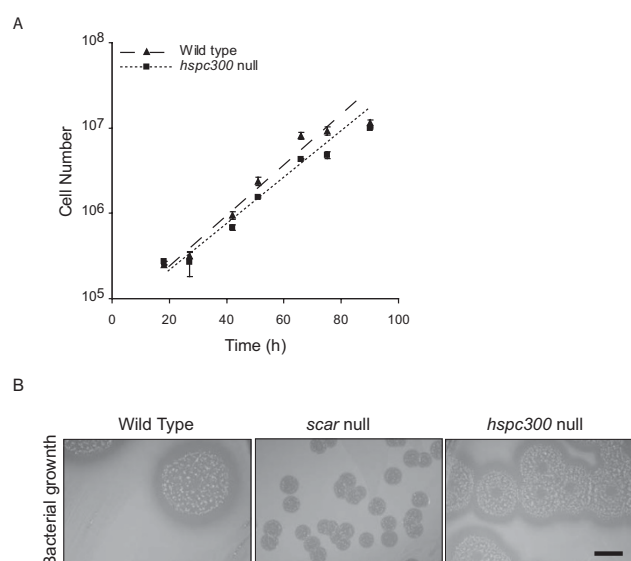 A
10⁸
Wild type
hspc300 null
10⁷
Cell Number
10⁶
10⁵
0 20 40 60 80 100
Time (h)
B
Wild Type scar null hspc300 null
Bacterial grownth